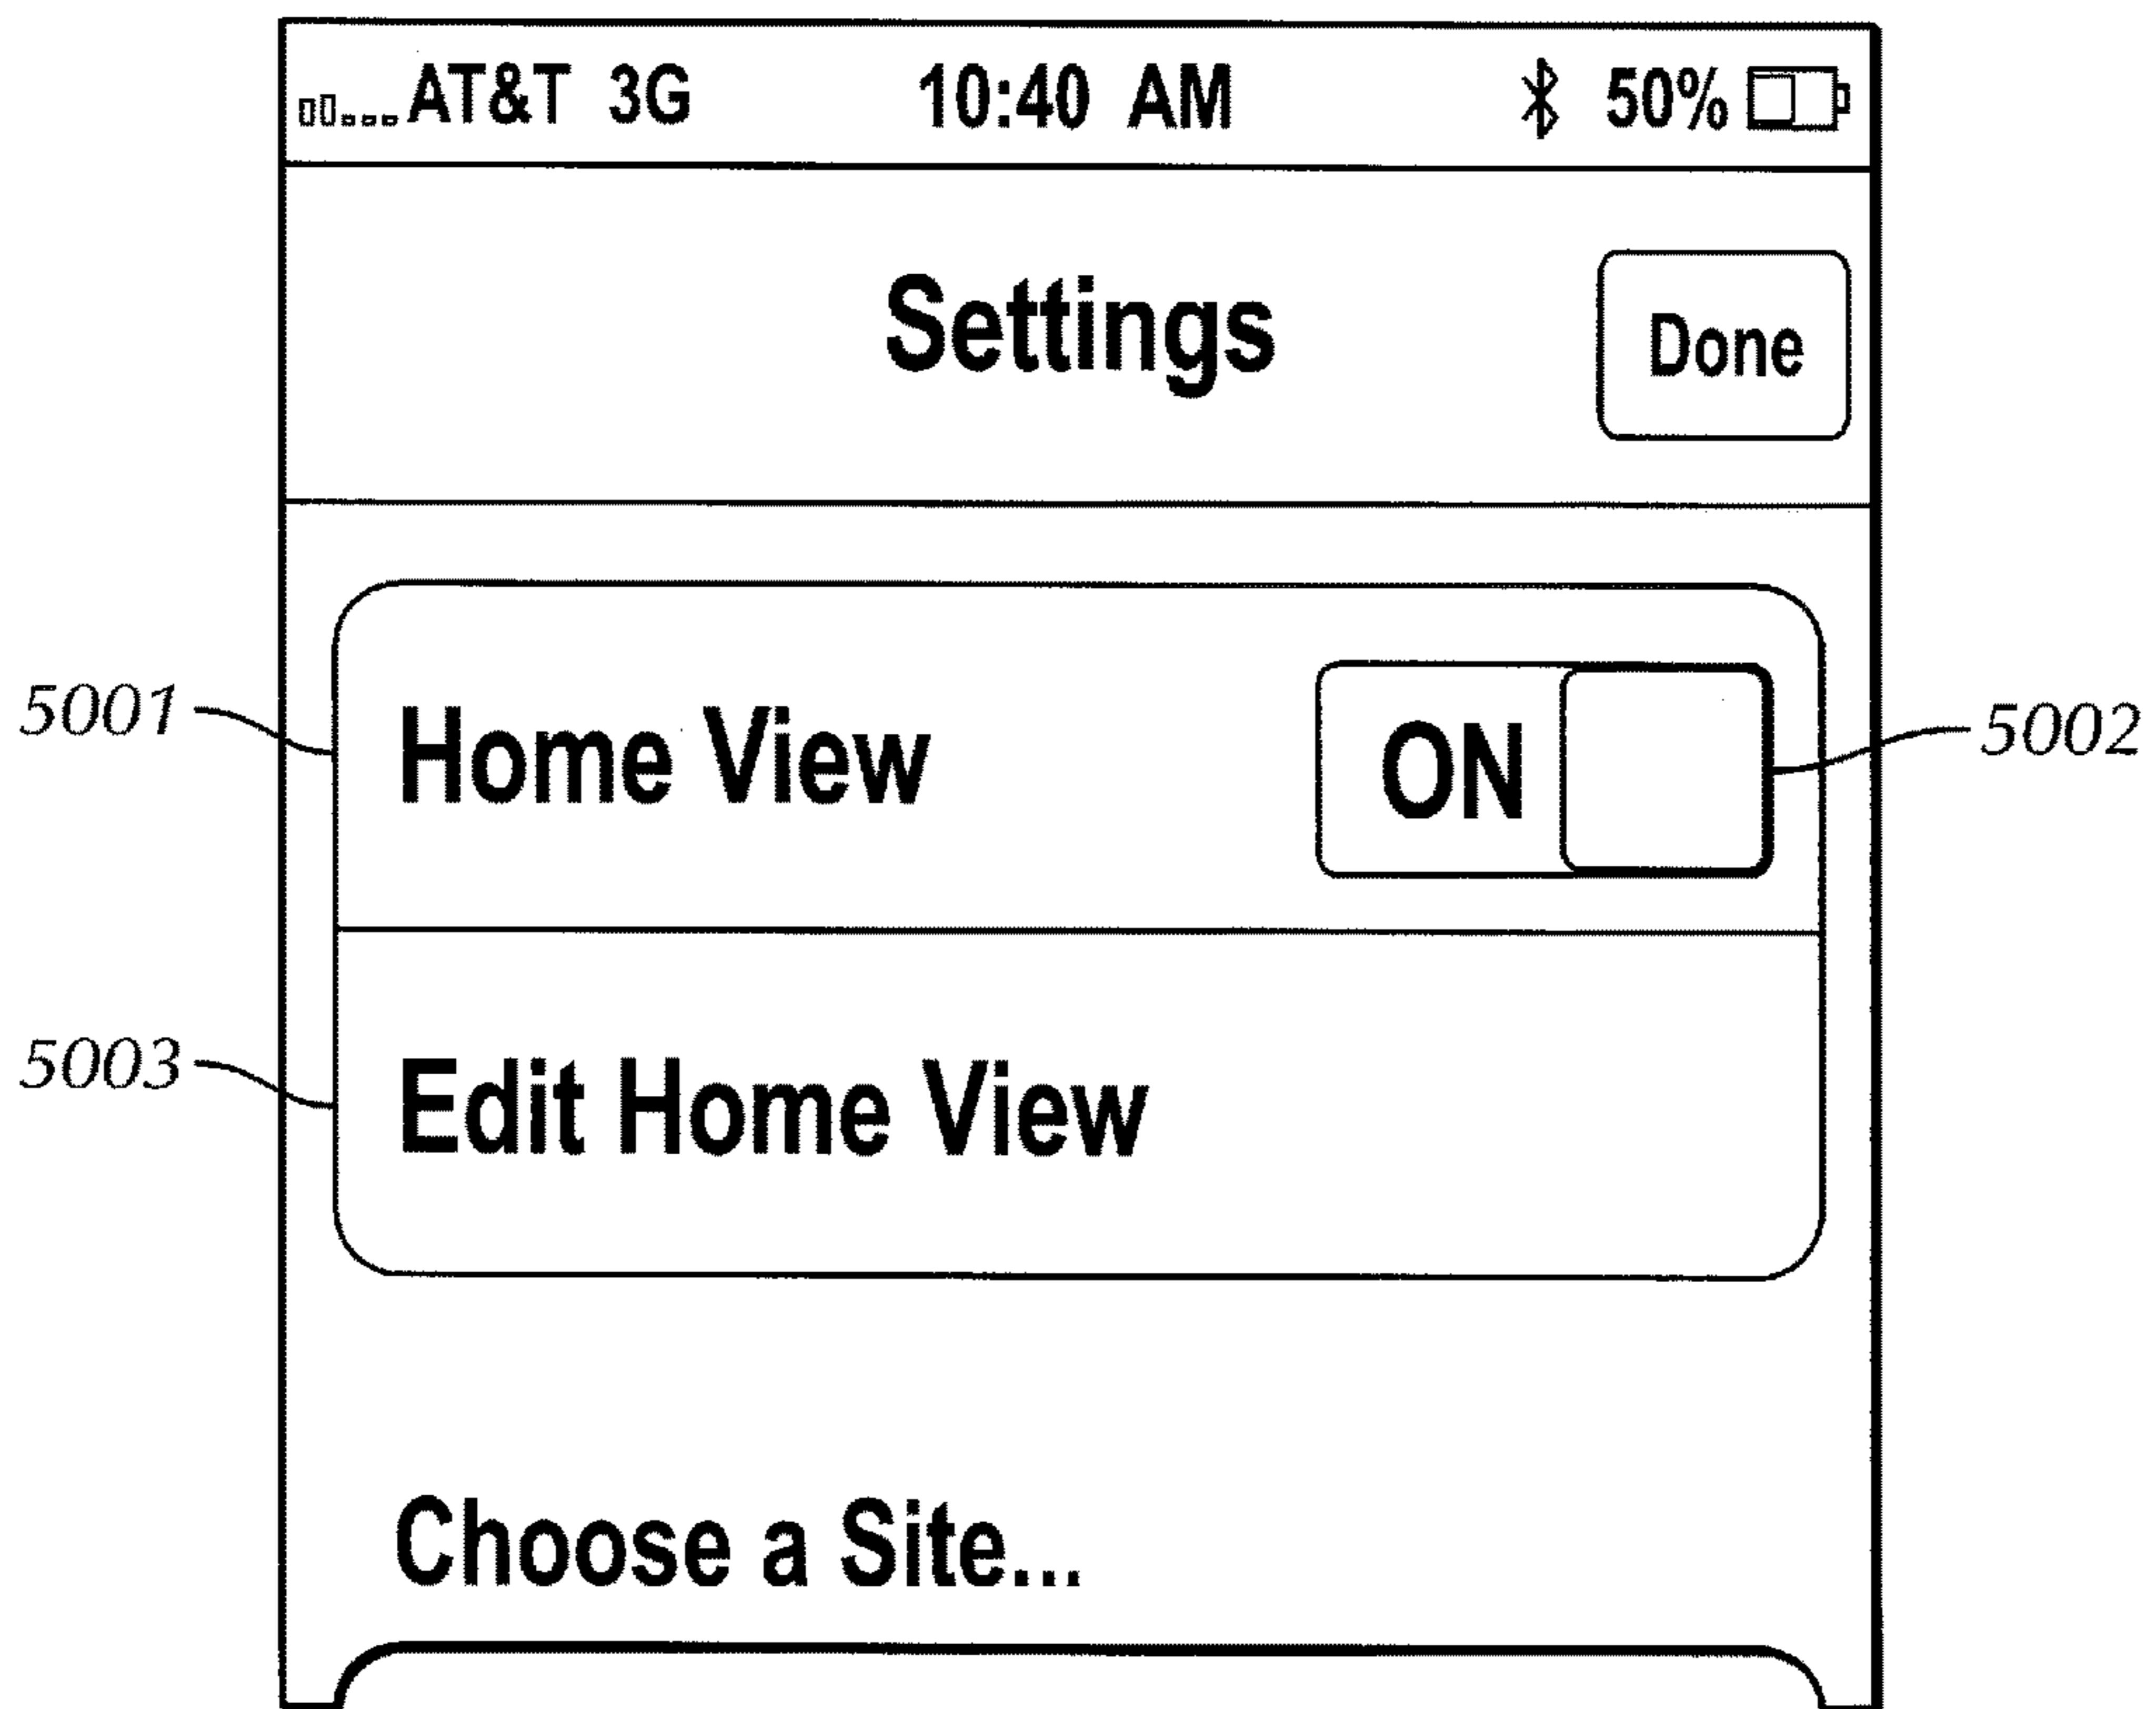 AT&T 3G 10:40 AM 50%
Settings Done
5001 Home View ON 5002
5003 Edit Home View
Choose a Site...